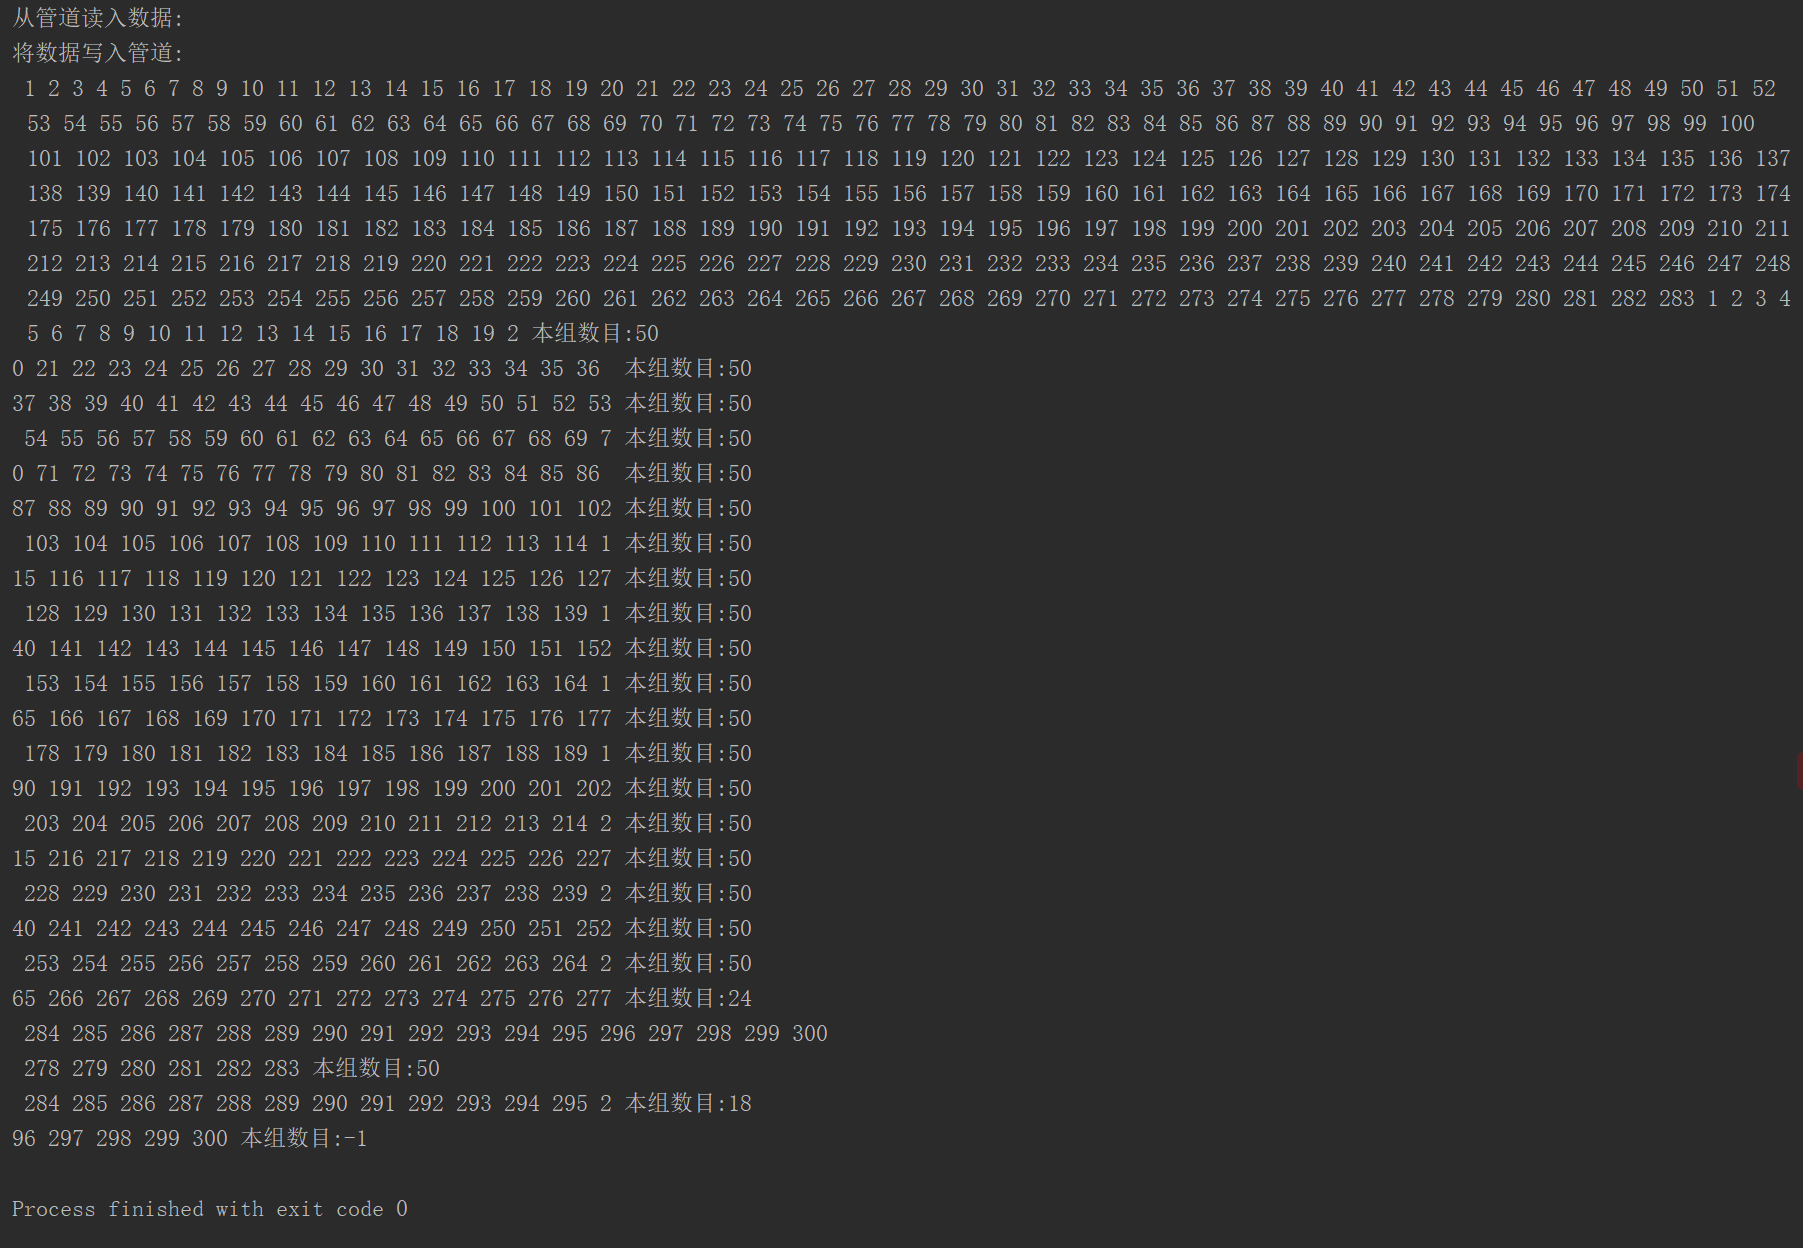 从管道读入数据:
将数据写入管道:
1 2 3 4 5 6 7 8 9 10 11 12 13 14 15 16 17 18 19 20 21 22 23 24 25 26 27 28 29 30 31 32 33 34 35 36 37 38 39 40 41 42 43 44 45 46 47 48 49 50 51 52
53 54 55 56 57 58 59 60 61 62 63 64 65 66 67 68 69 70 71 72 73 74 75 76 77 78 79 80 81 82 83 84 85 86 87 88 89 90 91 92 93 94 95 96 97 98 99 100
101 102 103 104 105 106 107 108 109 110 111 112 113 114 115 116 117 118 119 120 121 122 123 124 125 126 127 128 129 130 131 132 133 134 135 136 137
138 139 140 141 142 143 144 145 146 147 148 149 150 151 152 153 154 155 156 157 158 159 160 161 162 163 164 165 166 167 168 169 170 171 172 173 174
175 176 177 178 179 180 181 182 183 184 185 186 187 188 189 190 191 192 193 194 195 196 197 198 199 200 201 202 203 204 205 206 207 208 209 210 211
212 213 214 215 216 217 218 219 220 221 222 223 224 225 226 227 228 229 230 231 232 233 234 235 236 237 238 239 240 241 242 243 244 245 246 247 248
249 250 251 252 253 254 255 256 257 258 259 260 261 262 263 264 265 266 267 268 269 270 271 272 273 274 275 276 277 278 279 280 281 282 283 1 2 3 4
5 6 7 8 9 10 11 12 13 14 15 16 17 18 19 2 本组数目:50
0 21 22 23 24 25 26 27 28 29 30 31 32 33 34 35 36  本组数目:50
37 38 39 40 41 42 43 44 45 46 47 48 49 50 51 52 53 本组数目:50
54 55 56 57 58 59 60 61 62 63 64 65 66 67 68 69 7 本组数目:50
0 71 72 73 74 75 76 77 78 79 80 81 82 83 84 85 86  本组数目:50
87 88 89 90 91 92 93 94 95 96 97 98 99 100 101 102 本组数目:50
103 104 105 106 107 108 109 110 111 112 113 114 1 本组数目:50
15 116 117 118 119 120 121 122 123 124 125 126 127 本组数目:50
128 129 130 131 132 133 134 135 136 137 138 139 1 本组数目:50
40 141 142 143 144 145 146 147 148 149 150 151 152 本组数目:50
153 154 155 156 157 158 159 160 161 162 163 164 1 本组数目:50
65 166 167 168 169 170 171 172 173 174 175 176 177 本组数目:50
178 179 180 181 182 183 184 185 186 187 188 189 1 本组数目:50
90 191 192 193 194 195 196 197 198 199 200 201 202 本组数目:50
203 204 205 206 207 208 209 210 211 212 213 214 2 本组数目:50
15 216 217 218 219 220 221 222 223 224 225 226 227 本组数目:50
228 229 230 231 232 233 234 235 236 237 238 239 2 本组数目:50
40 241 242 243 244 245 246 247 248 249 250 251 252 本组数目:50
253 254 255 256 257 258 259 260 261 262 263 264 2 本组数目:50
65 266 267 268 269 270 271 272 273 274 275 276 277 本组数目:24
284 285 286 287 288 289 290 291 292 293 294 295 296 297 298 299 300
278 279 280 281 282 283 本组数目:50
284 285 286 287 288 289 290 291 292 293 294 295 2 本组数目:18
96 297 298 299 300 本组数目:-1
Process finished with exit code 0